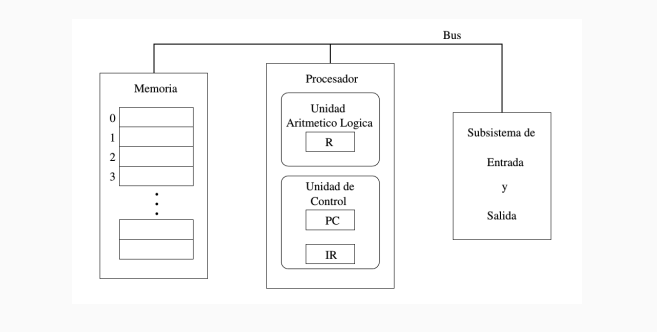 Bus
Memoria
0
1
2
3
Procesador
Unidad
Aritmetico Logica
R
Unidad de
Control
PC
IR
Subsistema de
Entrada
y
Salida